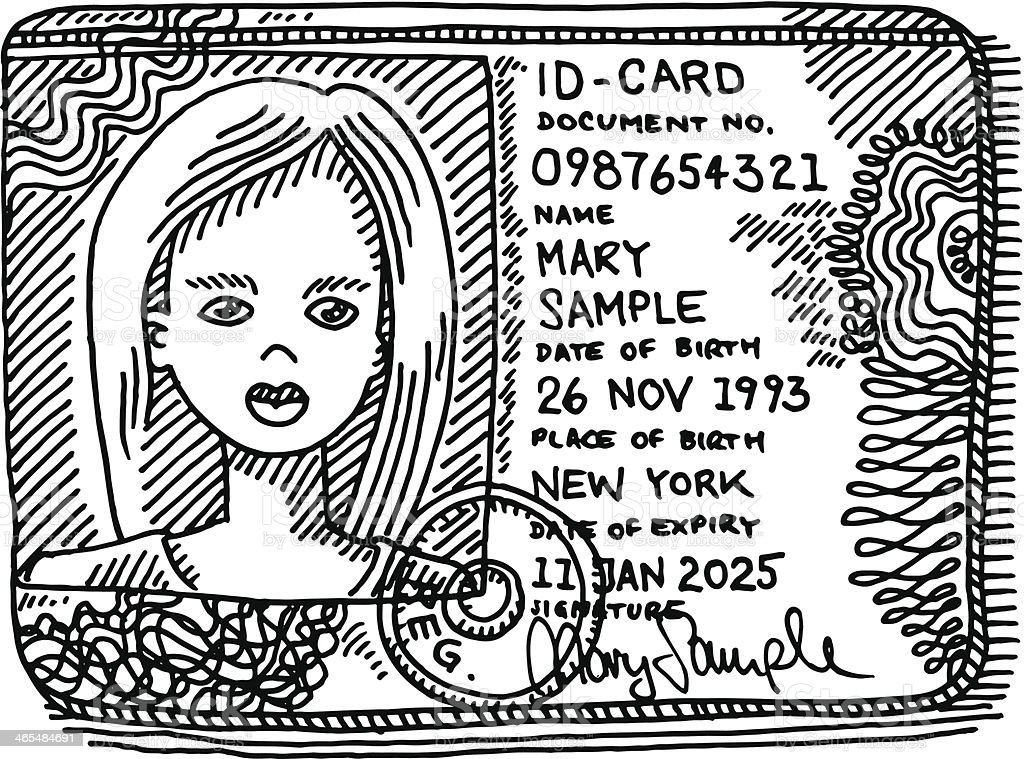 ID-CARD
DOCUMENT NO.
0987654321
NAME
MARY
SAMPLE
DATE OF BIRTH
26 NOV 1993
PLACE OF BIRTH
NEW YORK
DATE OF EXPIRY
11 JAN 2025
SIGNATURE
Mary Sample
REG.
iStock
by Getty Images
465484691